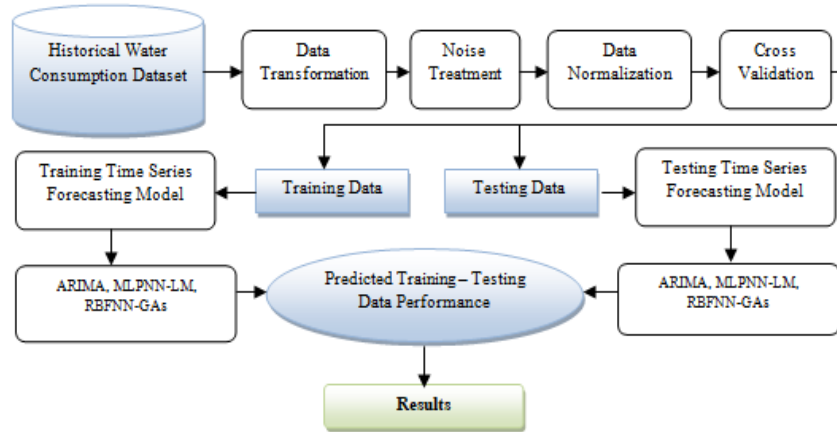 Historical Water
Consumption Dataset
Data
Transformation
Noise
Treatment
Data
Normalization
Cross
Validation
Training Time Series
Forecasting Model
Training Data
Testing Data
Testing Time Series
Forecasting Model
ARIMA, MLPNN-LM,
RBFNN-GAs
Predicted Training – Testing
Data Performance
ARIMA, MLPNN-LM,
RBFNN-GAs
Results